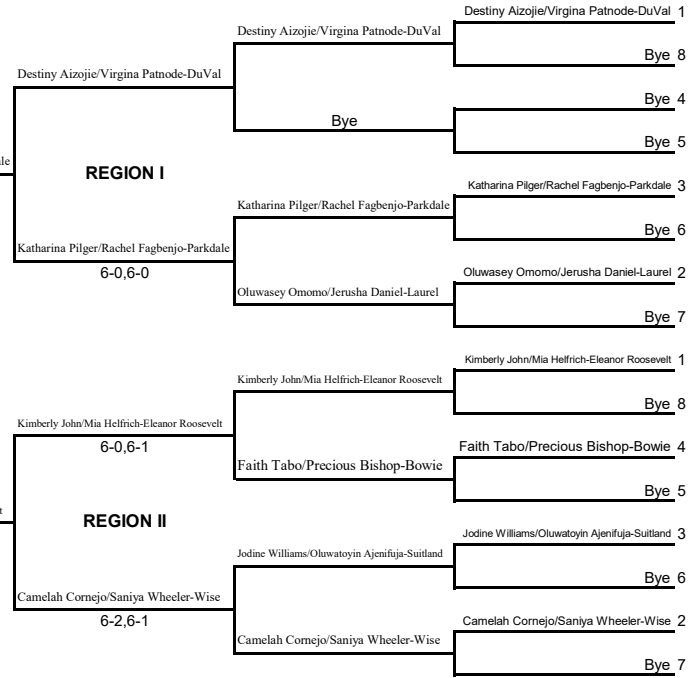 Destiny Aizojie/Virgina Patnode-DuVal 1
Destiny Aizojie/Virgina Patnode-DuVal
Bye 8
Destiny Aizojie/Virgina Patnode-DuVal
Bye 4
Bye
Bye 5
ale
REGION I
Katharina Pilger/Rachel Fagbenjo-Parkdale 3
Katharina Pilger/Rachel Fagbenjo-Parkdale
Bye 6
Katharina Pilger/Rachel Fagbenjo-Parkdale
6-0,6-0
Oluwasey Omomo/Jerusha Daniel-Laurel 2
Oluwasey Omomo/Jerusha Daniel-Laurel
Bye 7
Kimberly John/Mia Helfrich-Eleanor Roosevelt 1
Kimberly John/Mia Helfrich-Eleanor Roosevelt
Bye 8
Kimberly John/Mia Helfrich-Eleanor Roosevelt
6-0,6-1
Faith Tabo/Precious Bishop-Bowie 4
Faith Tabo/Precious Bishop-Bowie
Bye 5
t
REGION II
Jodine Williams/Oluwatoyin Ajenifuja-Suitland 3
Jodine Williams/Oluwatoyin Ajenifuja-Suitland
Bye 6
Camelah Cornejo/Saniya Wheeler-Wise
6-2,6-1
Camelah Cornejo/Saniya Wheeler-Wise 2
Camelah Cornejo/Saniya Wheeler-Wise
Bye 7